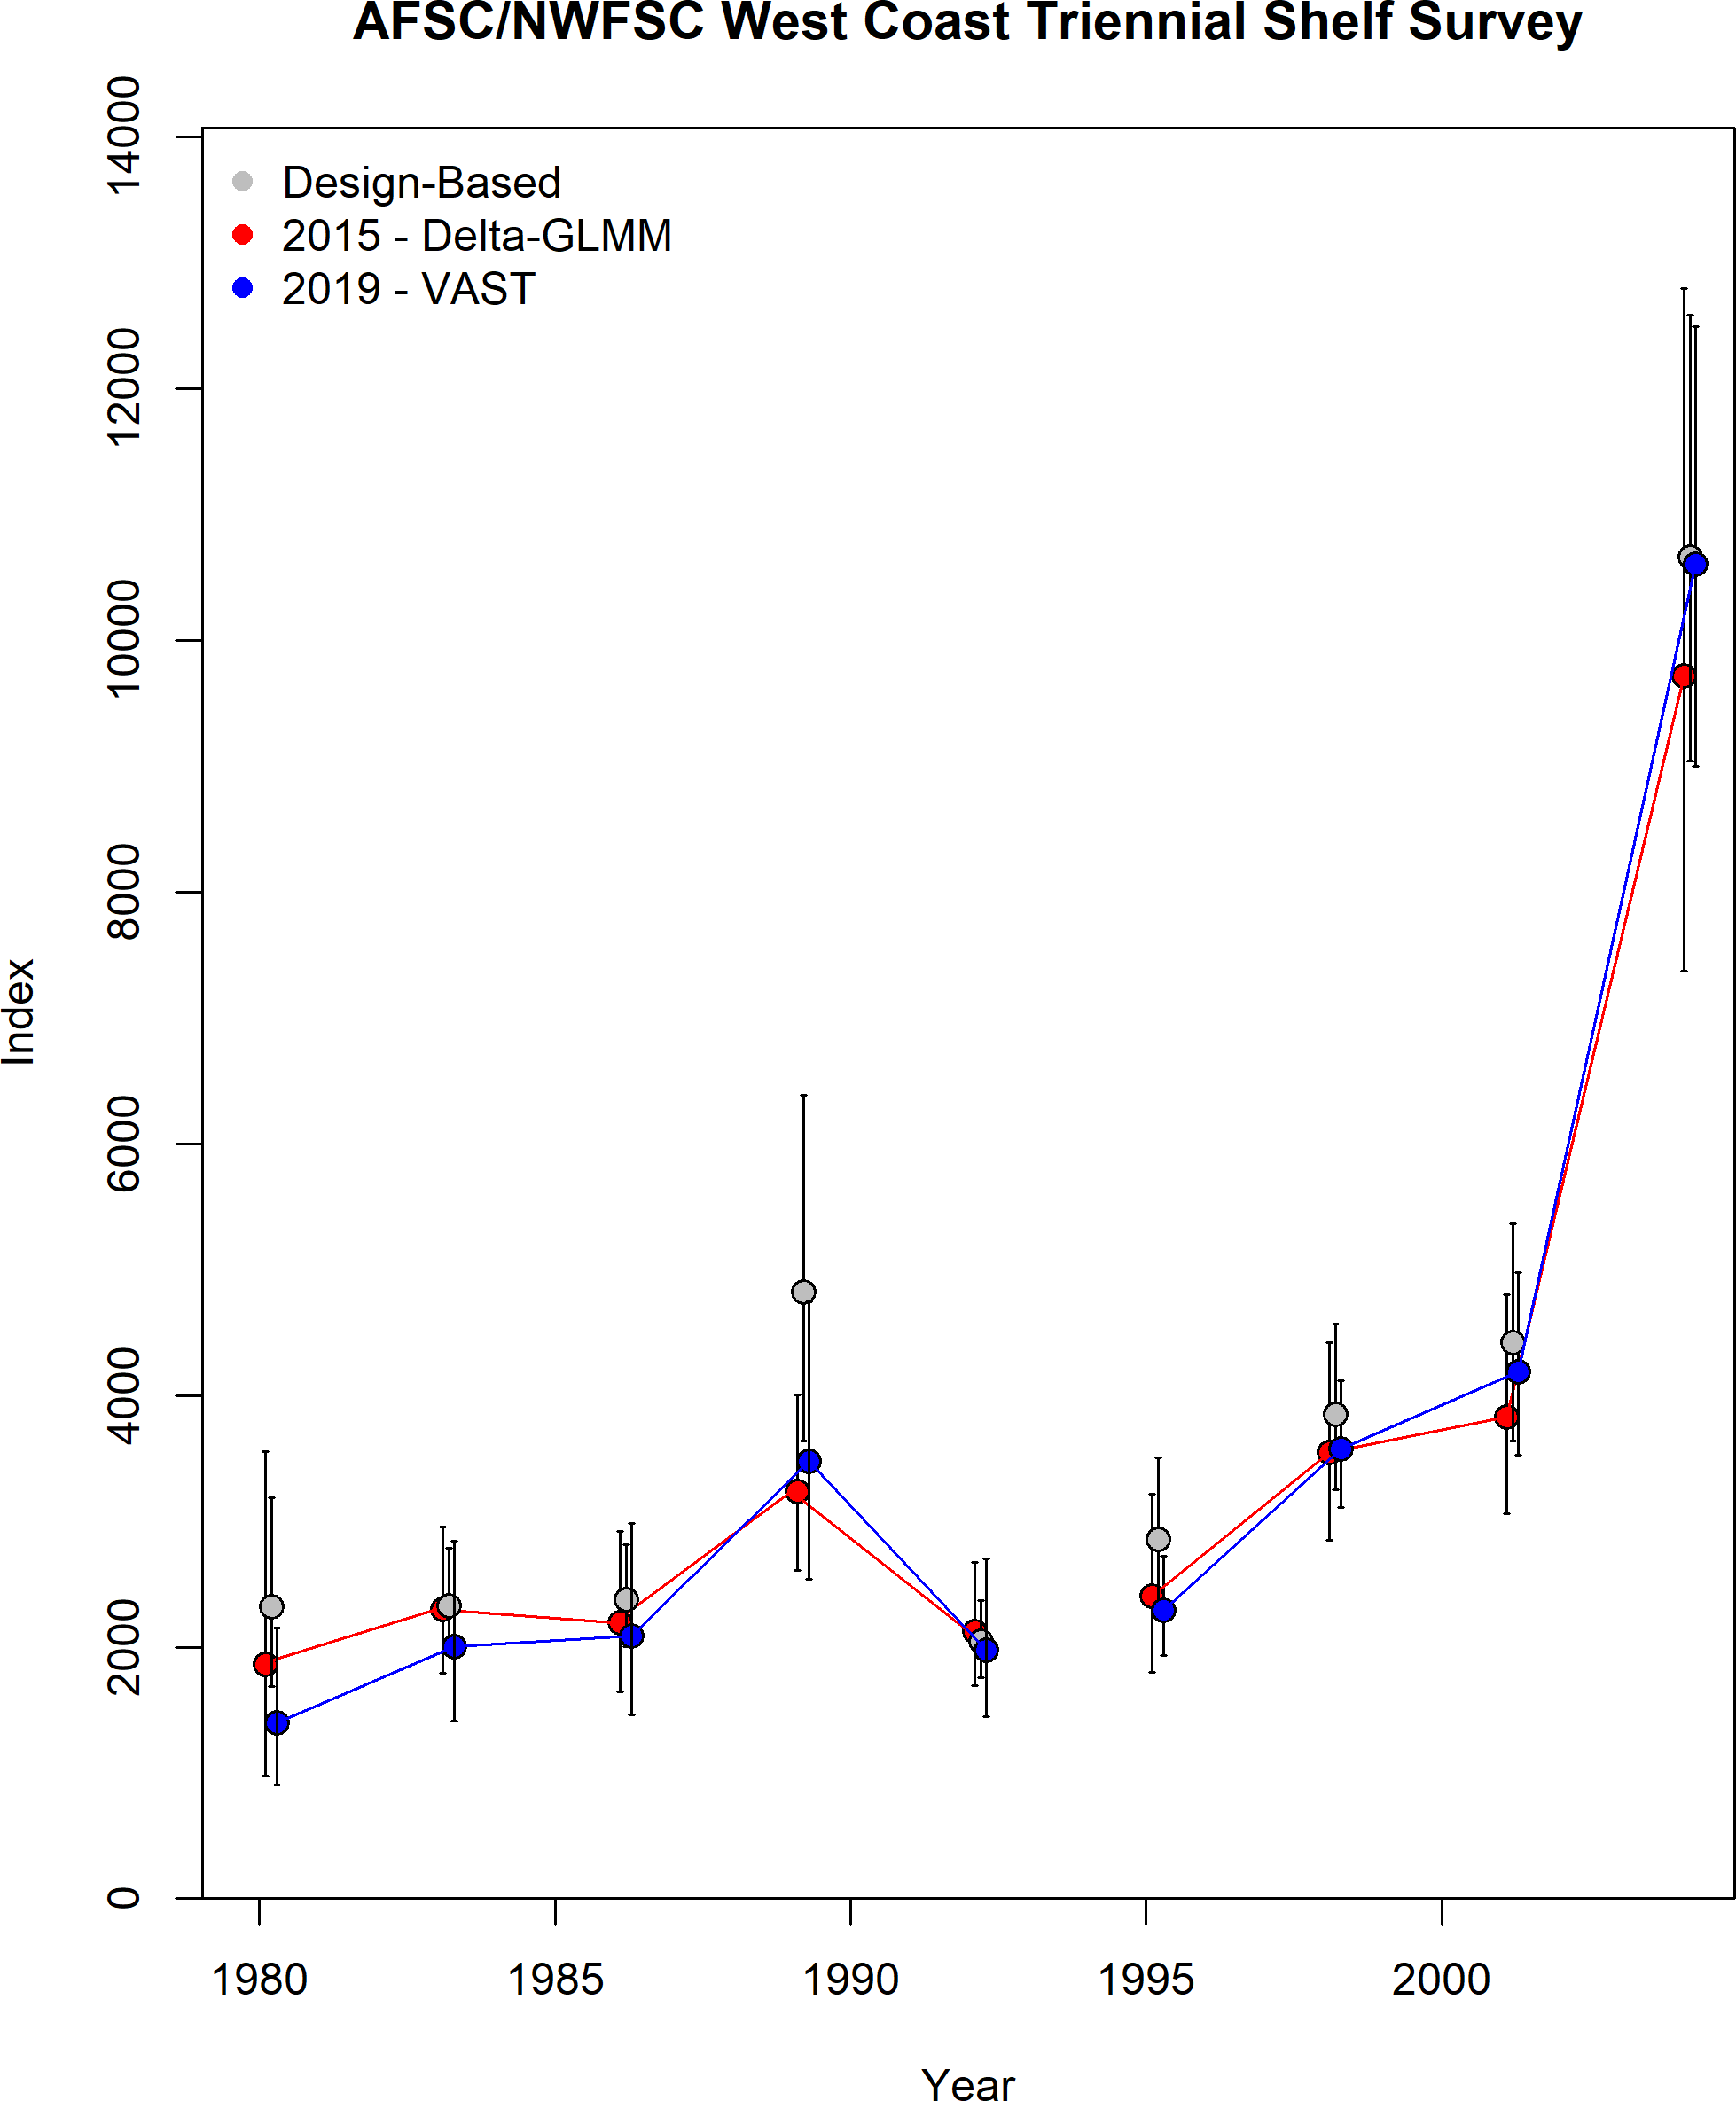 AFSC/NWFSC West Coast Triennial Shelf Survey
14000
12000
10000
8000
6000
4000
2000
0
Index
Design-Based
2015 - Delta-GLMM
2019 - VAST
1980 1985 1990 1995 2000
Year